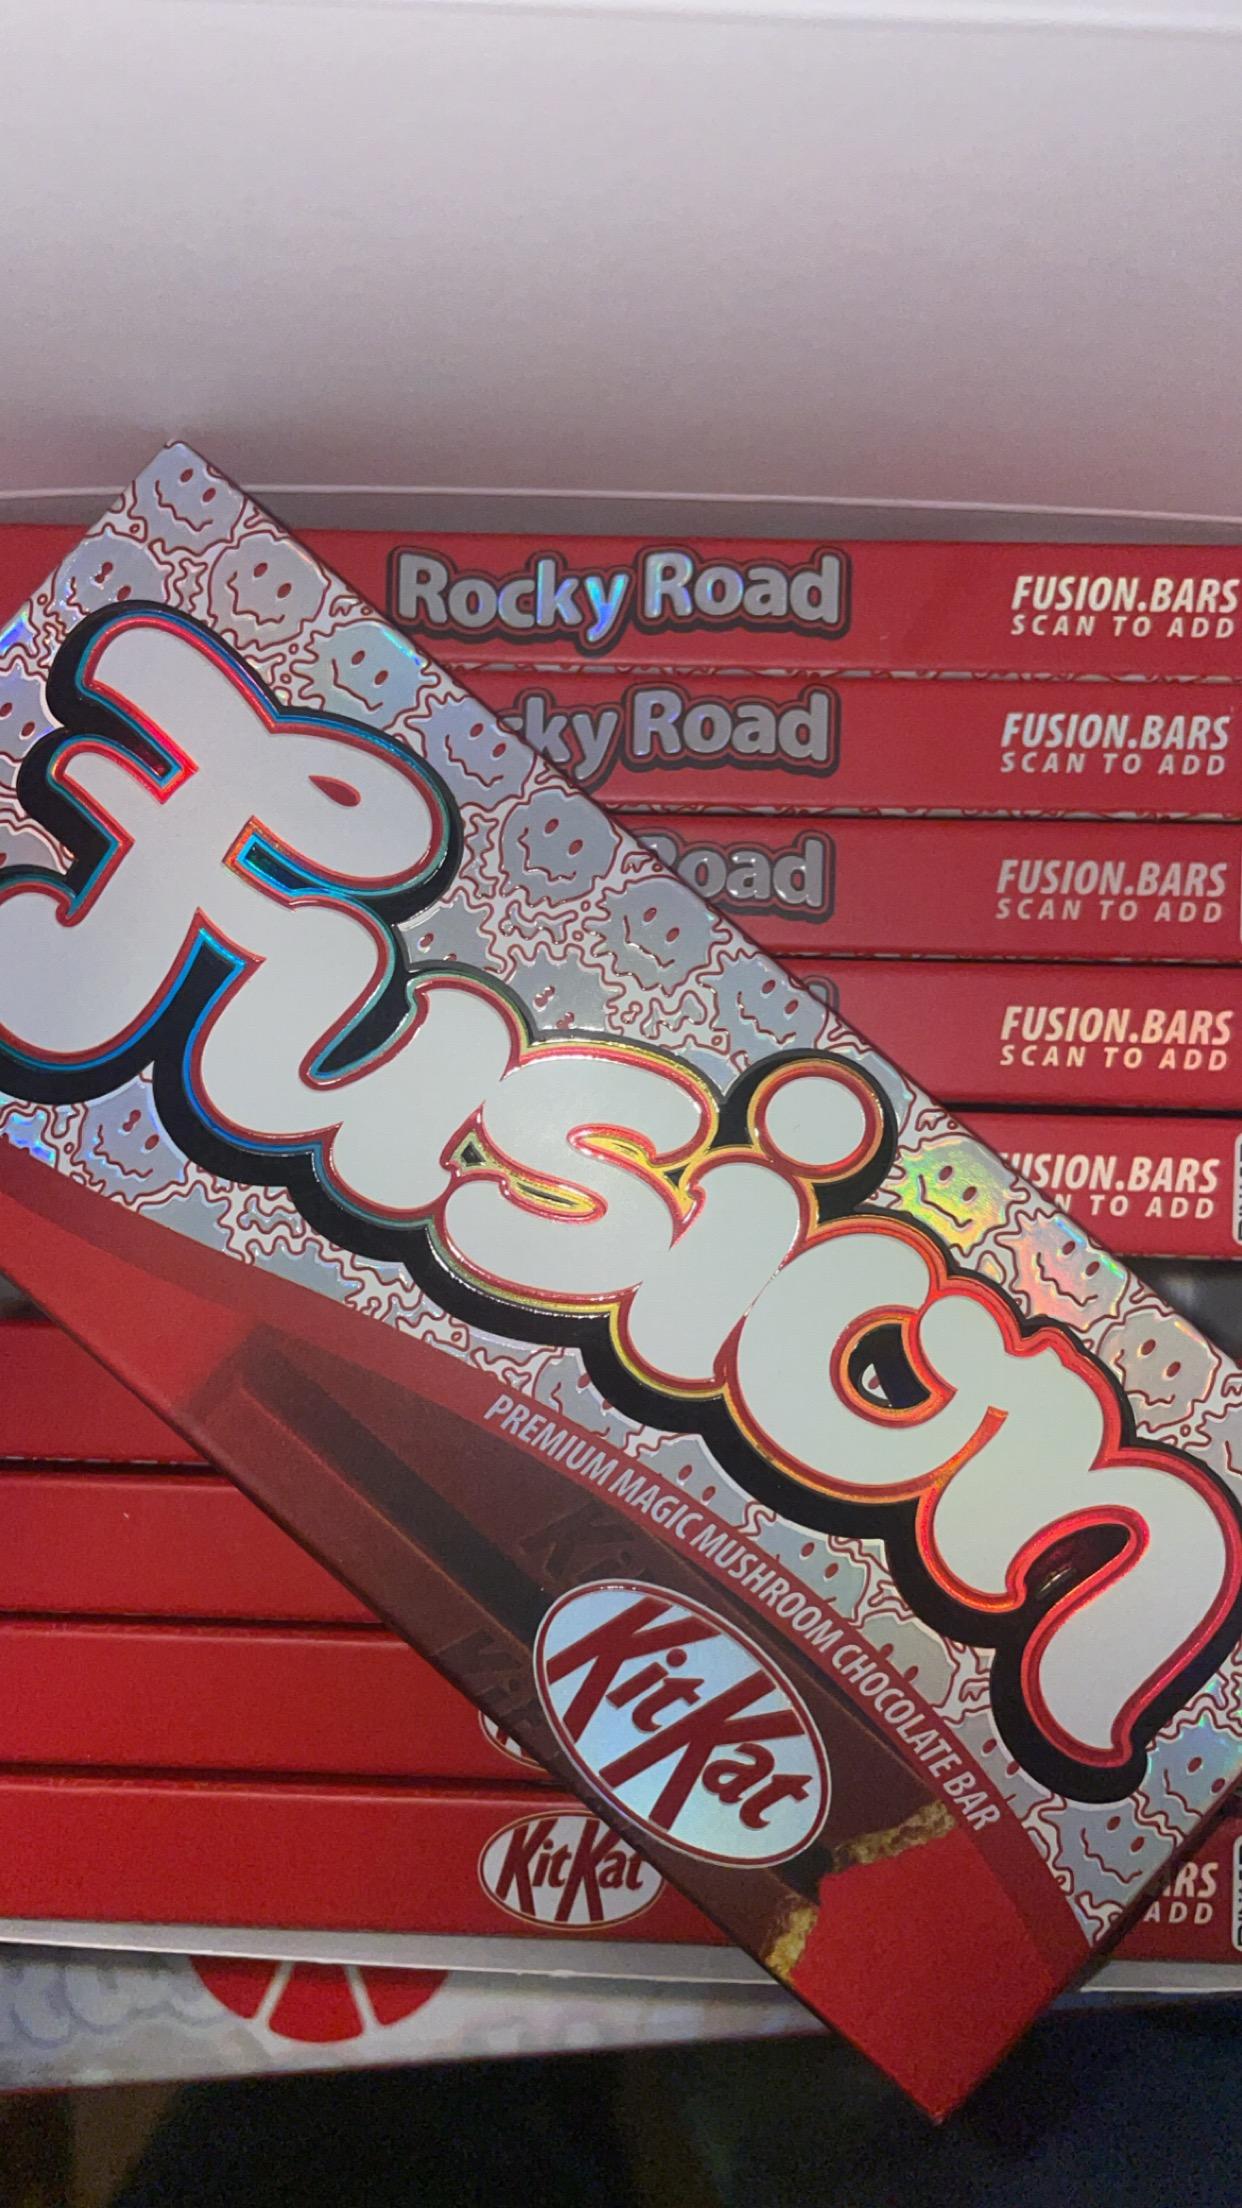 Rocky Road
FUSION.BARS
SCAN TO ADD
ky Road
FUSION.BARS
SCAN TO ADD
oad
FUSION.BARS
SCAN TO ADD
FUSION.BARS
SCAN TO ADD
USION.BARS
N TO ADD
fusion
PREMIUM MAGIC MUSHROOM CHOCOLATE BAR
KitKat
KitKat
ARS
ADD